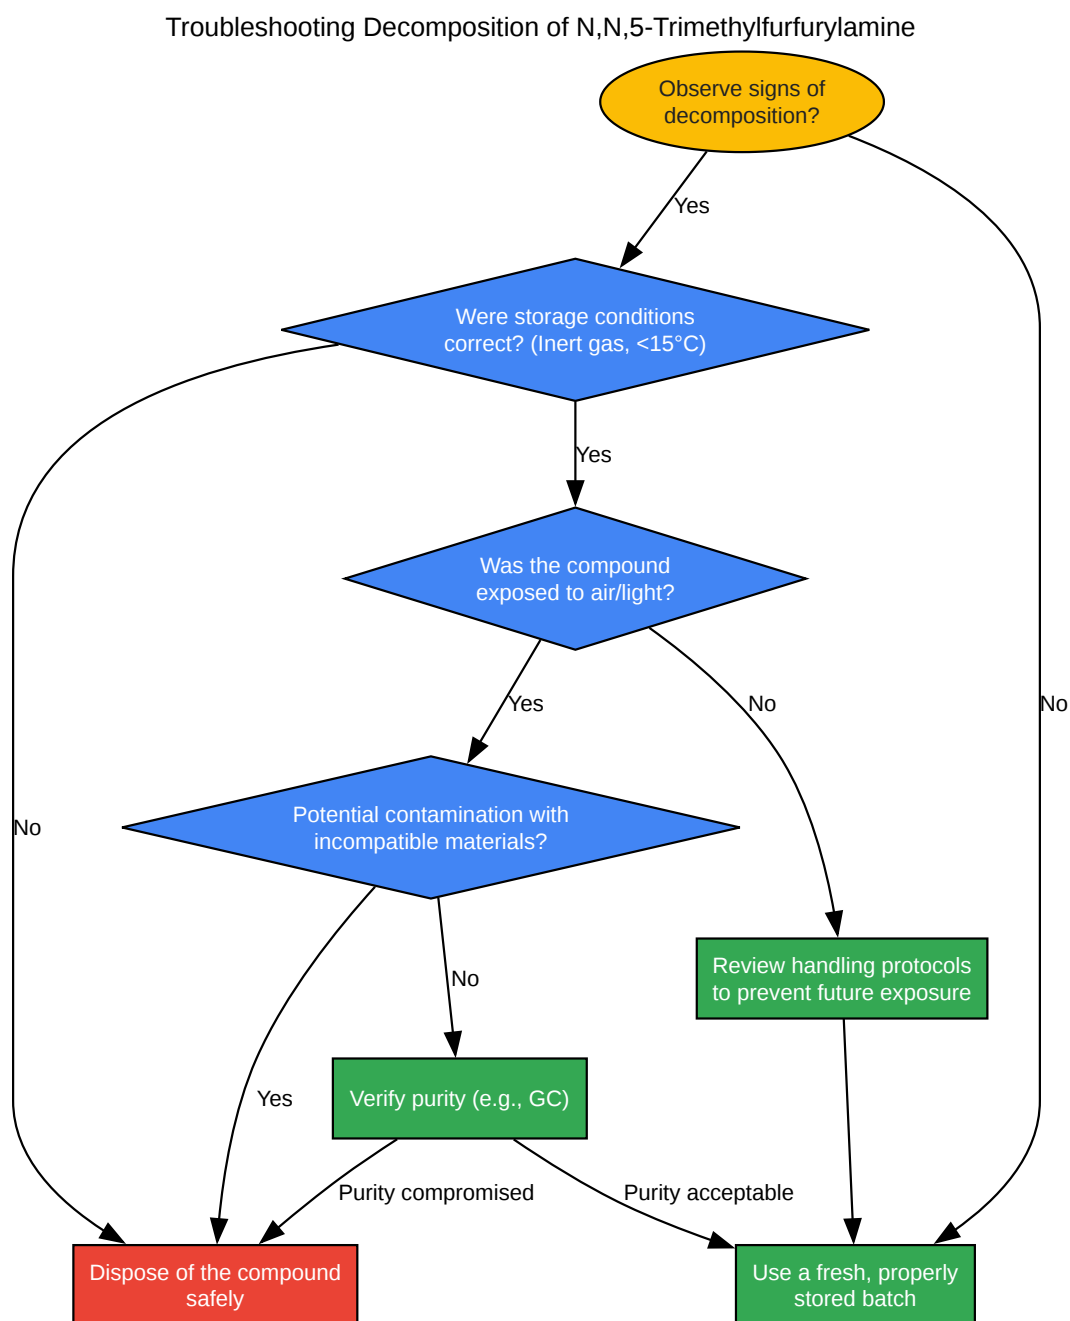 Troubleshooting Decomposition of N,N,5-Trimethylfurfurylamine
Observe signs of
decomposition?
Yes
Were storage conditions
correct? (Inert gas, <15°C)
Yes
Was the compound
exposed to air/light?
Yes
No
No
Potential contamination with
incompatible materials?
No
No
Review handling protocols
to prevent future exposure
Yes
Verify purity (e.g., GC)
Purity compromised
Purity acceptable
Dispose of the compound
safely
Use a fresh, properly
stored batch